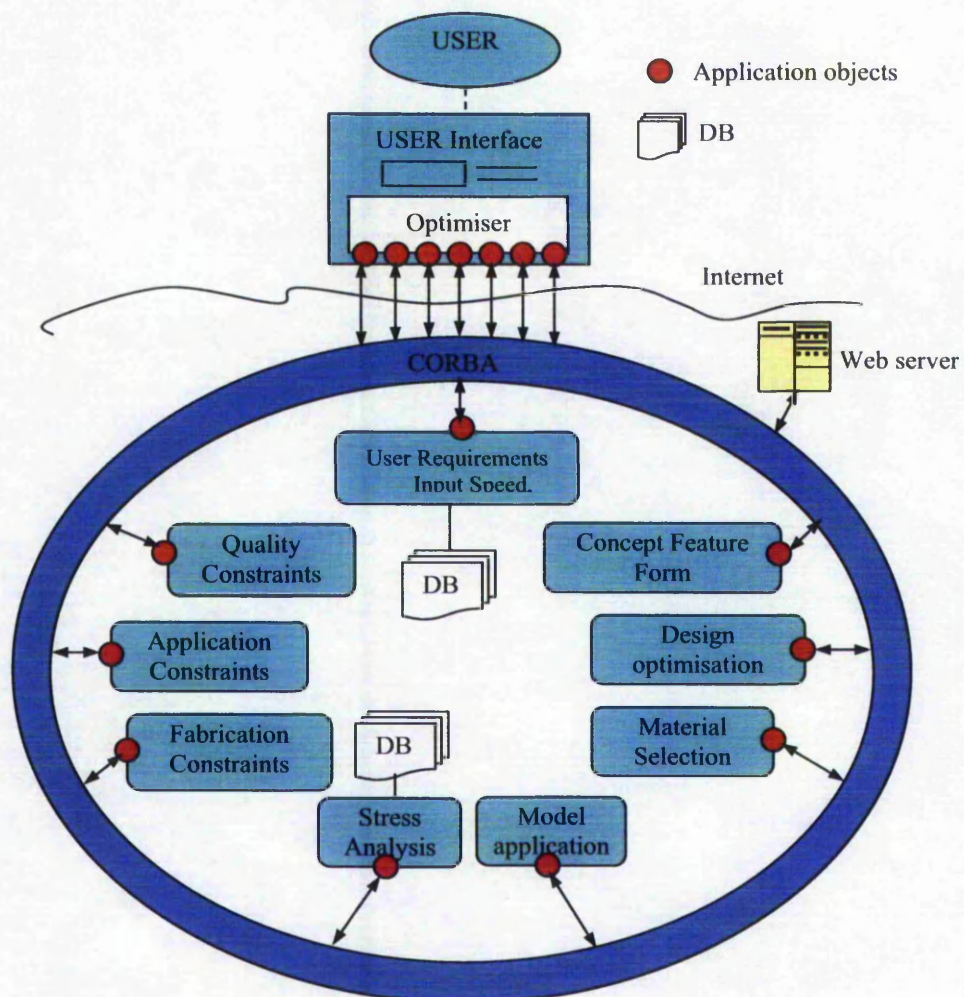 USER
Application objects
USER Interface
DB
Optimiser
Internet
CORBA
Web server
User Requirements
Input Speed.
Quality
Constraints
DB
Concept Feature
Form
Application
Constraints
Design
optimisation
Fabrication
Constraints
DB
Material
Selection
Stress
Analysis
Model
application